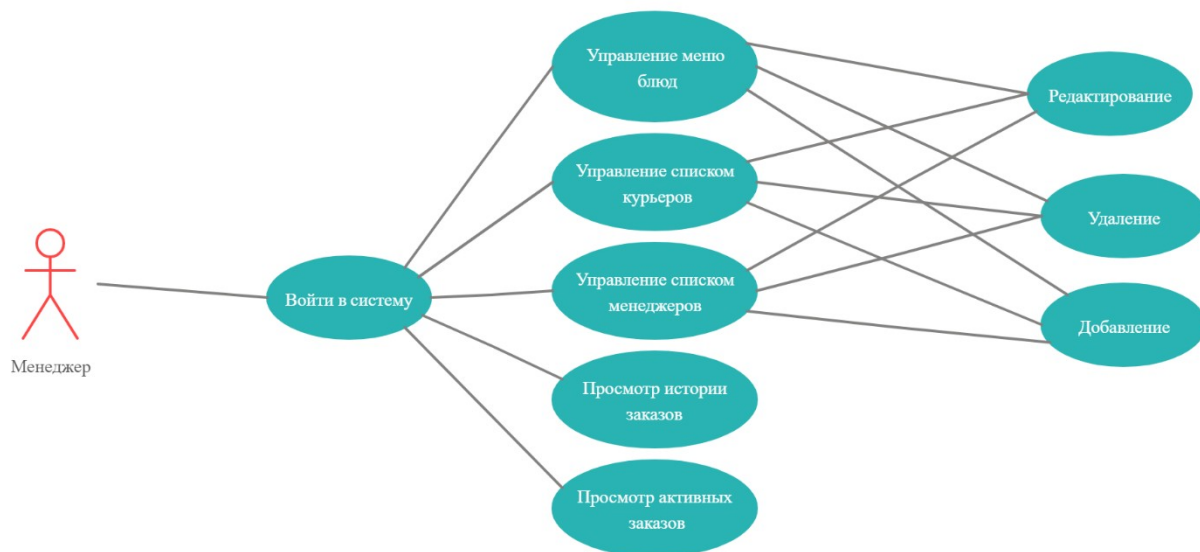 Менеджер
Войти в систему
Управление меню
блюд
Управление списком
курьеров
Управление списком
менеджеров
Просмотр истории
заказов
Просмотр активных
заказов
Редактирование
Удаление
Добавление